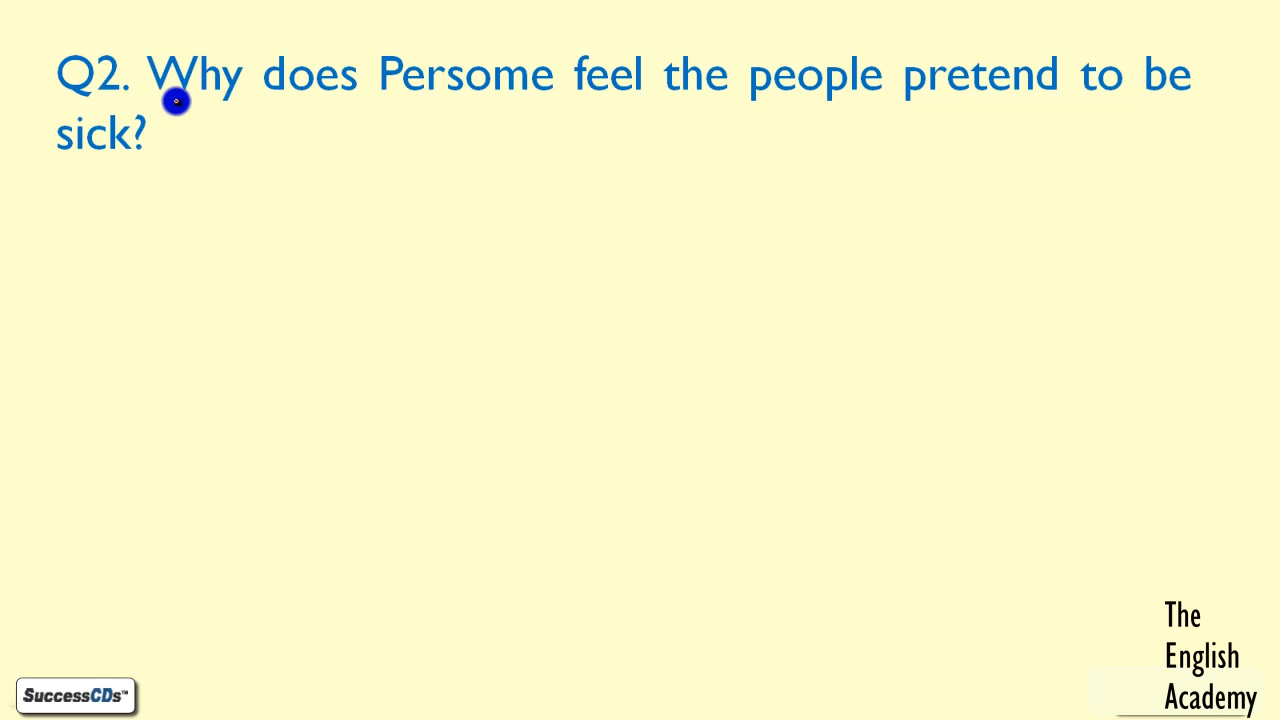 Q2. Why does Persome feel the people pretend to be
sick?
The
English
Academy
SuccessCDs™